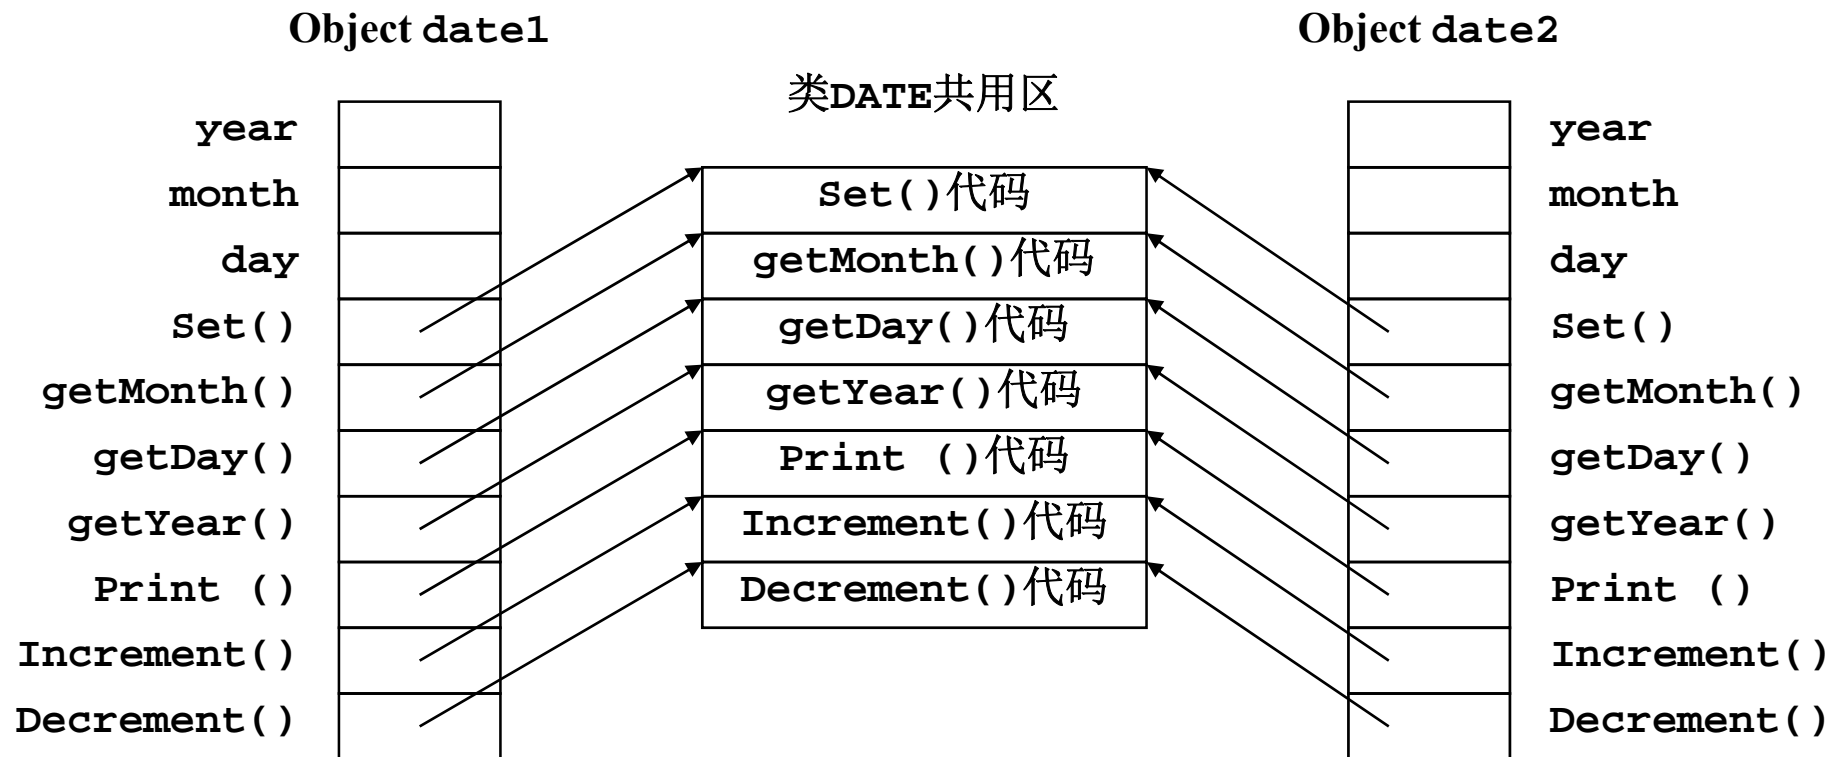 Object date1
Object date2
类DATE共用区
year
month
day
Set()
getMonth()
getDay()
getYear()
Print ()
Increment()
Decrement()
Set()代码
getMonth()代码
getDay()代码
getYear()代码
Print ()代码
Increment()代码
Decrement()代码
year
month
day
Set()
getMonth()
getDay()
getYear()
Print ()
Increment()
Decrement()